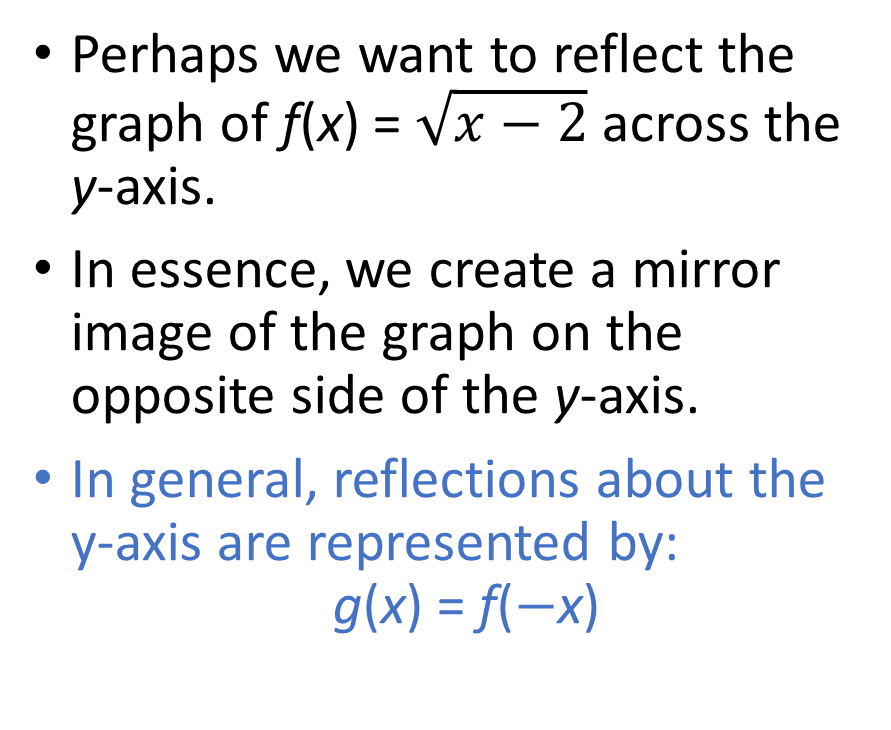 • Perhaps we want to reflect the
graph of f(x) = √x − 2 across the
y-axis.
• In essence, we create a mirror
image of the graph on the
opposite side of the y-axis.
• In general, reflections about the
y-axis are represented by:
g(x) = f(−x)